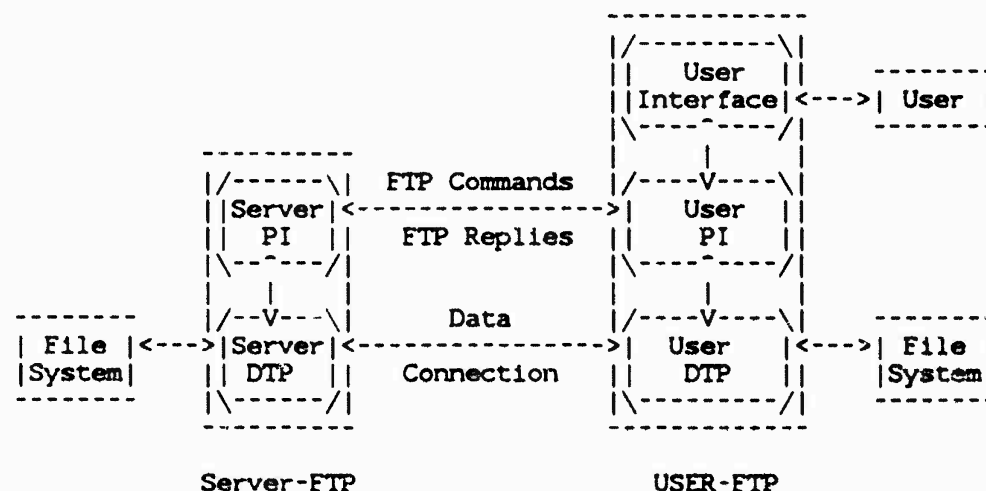 User
Interface <---> User
FTP Commands
Server <-------------> User
PI FTP Replies PI
Data
File <---> Server <-------------> User <---> File
System DTP Connection DTP System
Server-FTP USER-FTP